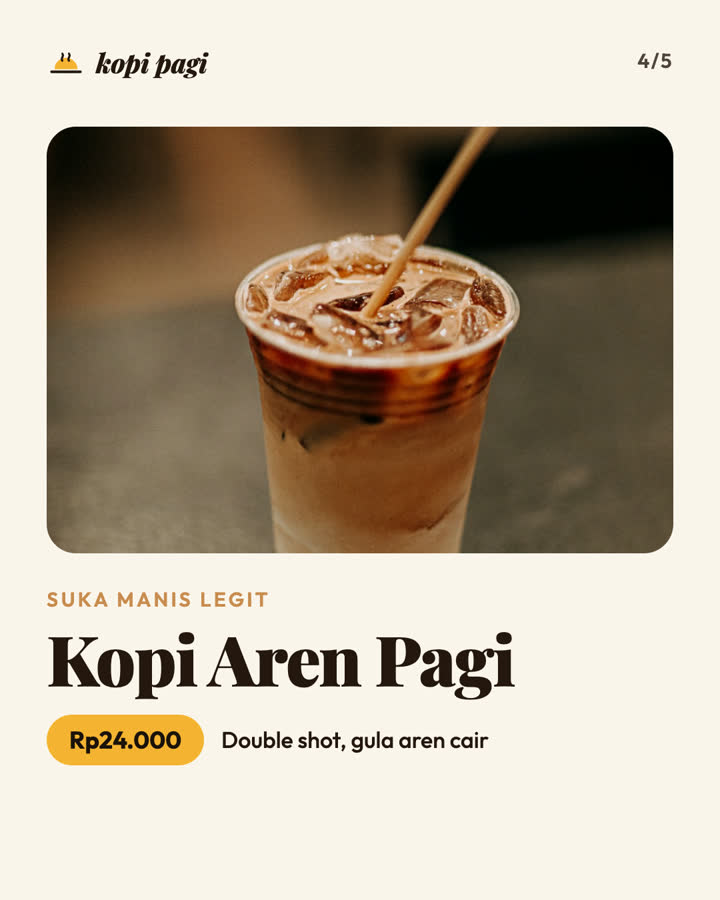 kopi pagi
4/5
SUKA MANIS LEGIT
Kopi Aren Pagi
Rp24.000
Double shot, gula aren cair